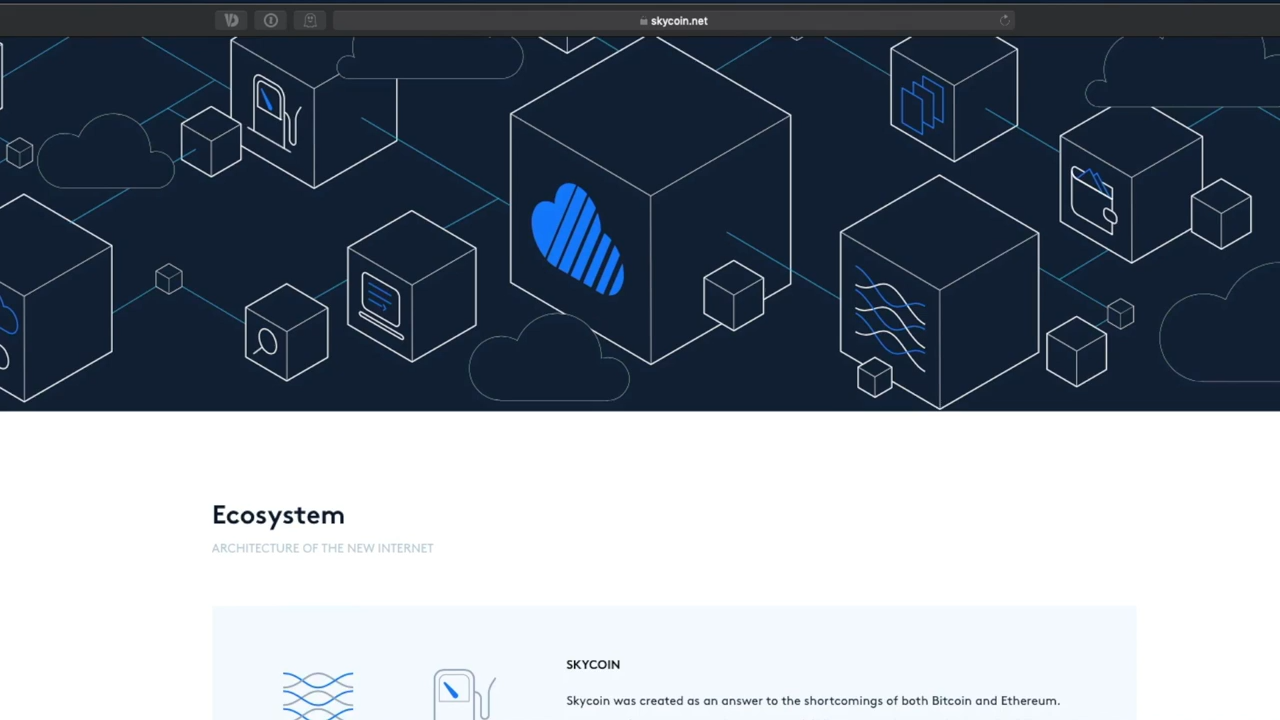 skycoin.net
Ecosystem
ARCHITECTURE OF THE NEW INTERNET
SKYCOIN
Skycoin was created as an answer to the shortcomings of both Bitcoin and Ethereum.